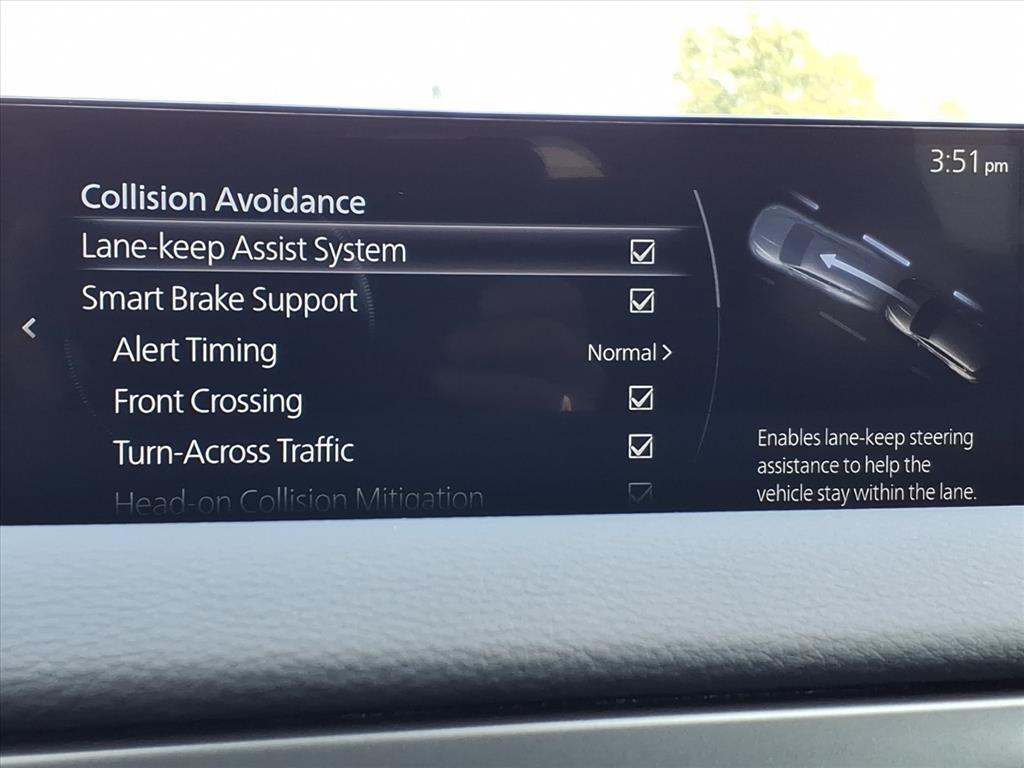 3:51 pm
Collision Avoidance
Lane-keep Assist System
Smart Brake Support
Alert Timing Normal >
Front Crossing
Turn-Across Traffic
Head-on Collision Mitigation
Enables lane-keep steering
assistance to help the
vehicle stay within the lane.